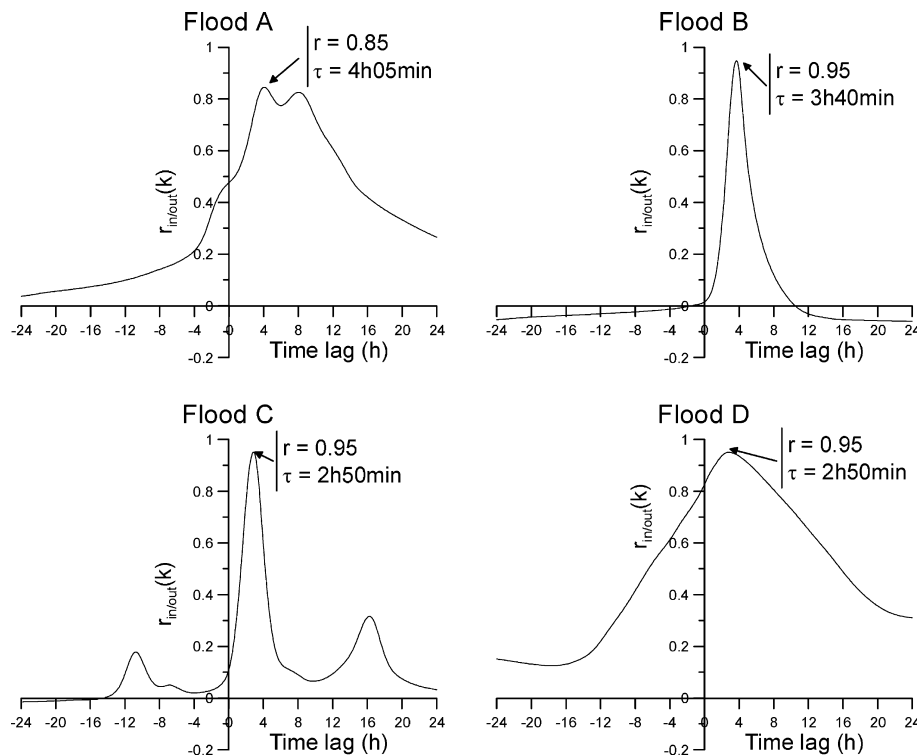 Flood A
r = 0.85
τ = 4h05min
r_in/out(k)
1
0.8
0.6
0.4
0.2
0
-0.2
-24 -20 -16 -12 -8 -4 0 4 8 12 16 20 24
Time lag (h)
Flood B
r = 0.95
τ = 3h40min
r_in/out(k)
1
0.8
0.6
0.4
0.2
0
-0.2
-24 -20 -16 -12 -8 -4 0 4 8 12 16 20 24
Time lag (h)
Flood C
r = 0.95
τ = 2h50min
r_in/out(k)
1
0.8
0.6
0.4
0.2
0
-0.2
-24 -20 -16 -12 -8 -4 0 4 8 12 16 20 24
Time lag (h)
Flood D
r = 0.95
τ = 2h50min
r_in/out(k)
1
0.8
0.6
0.4
0.2
0
-0.2
-24 -20 -16 -12 -8 -4 0 4 8 12 16 20 24
Time lag (h)